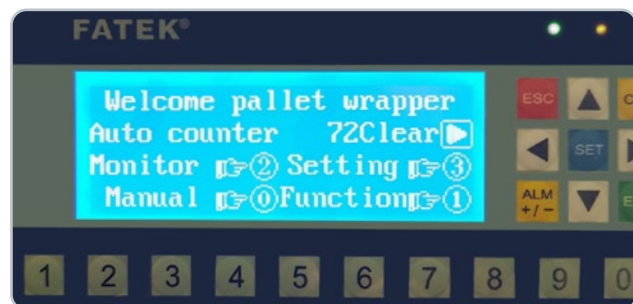 FATEK®
Welcome pallet wrapper
Auto counter 72Clear
Monitor ② Setting ③
Manual ⓪Function①
ESC
SET
ALM
+/-
1 2 3 4 5 6 7 8 9 0